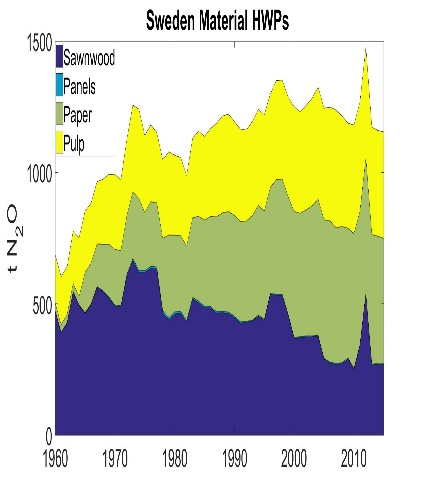 Sweden Material HWPs
1500
Sawnwood
Panels
Paper
Pulp
1000
t N2O
500
0
1960 1970 1980 1990 2000 2010